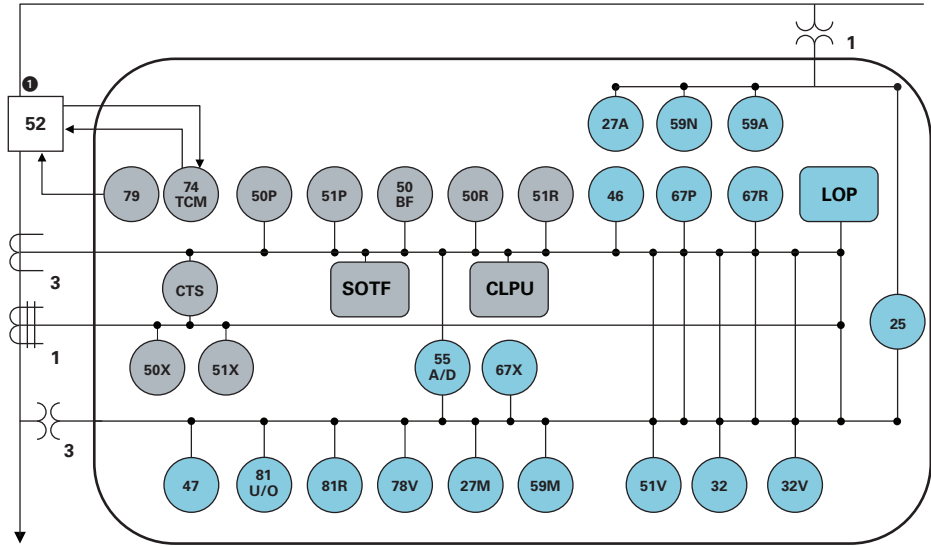 1
❶
52
27A
59N
59A
79
74
TCM
50P
51P
50
BF
50R
51R
46
67P
67R
LOP
3
CTS
SOTF
CLPU
25
1
50X
51X
55
A/D
67X
3
47
81
U/O
81R
78V
27M
59M
51V
32
32V